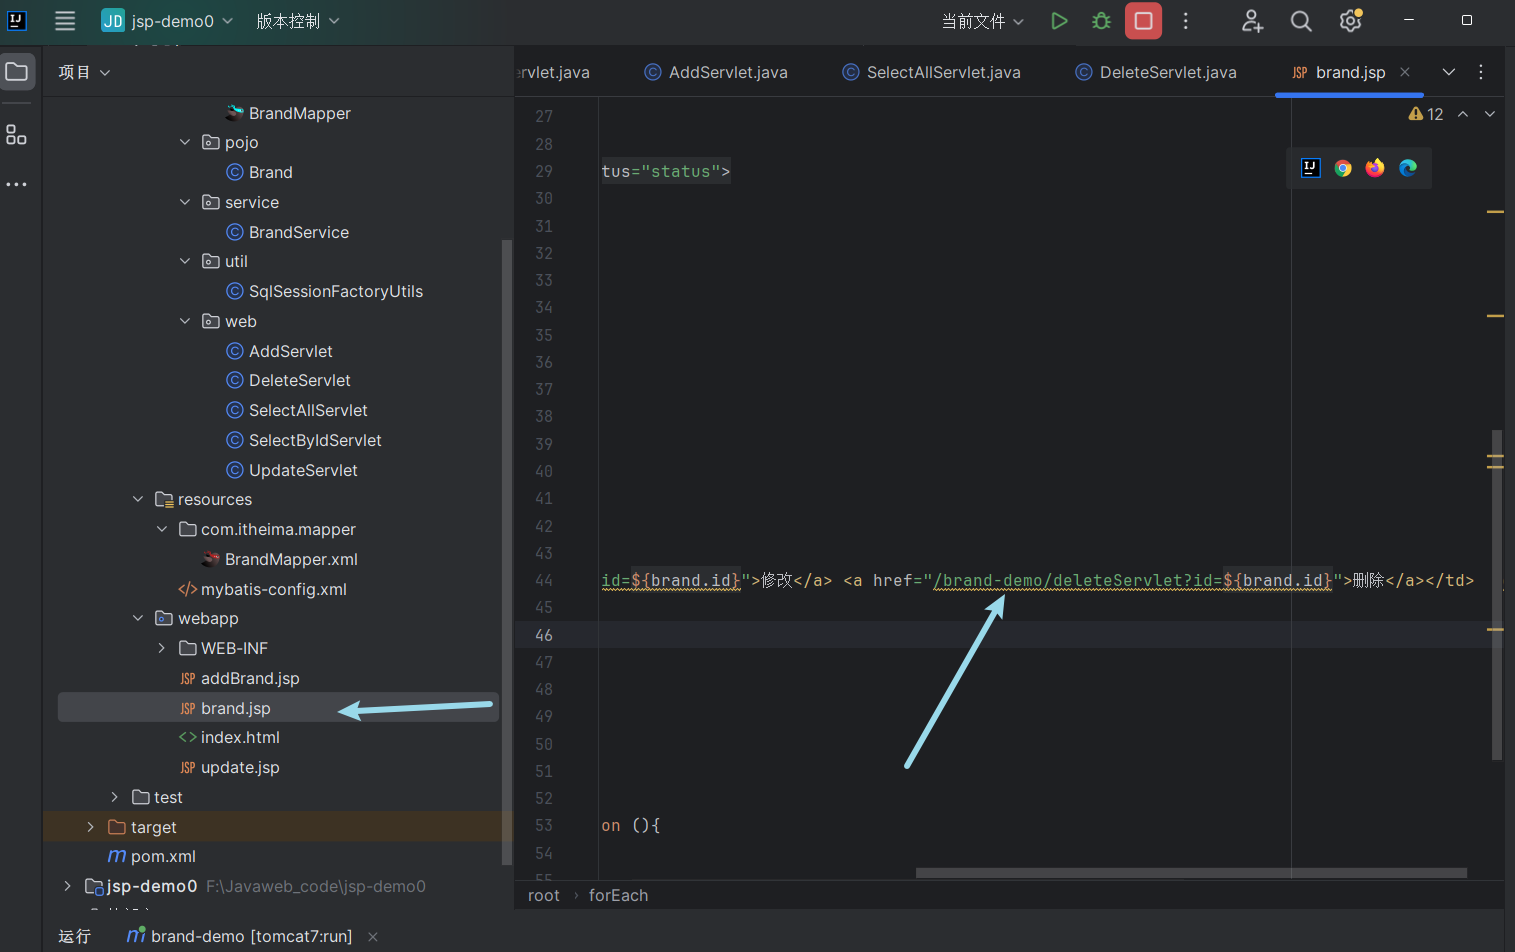 JD jsp-demo0 版本控制 当前文件
项目
rvlet.java AddServlet.java SelectAllServlet.java DeleteServlet.java JSP brand.jsp
BrandMapper
pojo
Brand
service
BrandService
util
SqlSessionFactoryUtils
web
AddServlet
DeleteServlet
SelectAllServlet
SelectByIdServlet
UpdateServlet
resources
com.itheima.mapper
BrandMapper.xml
</> mybatis-config.xml
webapp
WEB-INF
JSP addBrand.jsp
JSP brand.jsp
<> index.html
JSP update.jsp
test
target
m pom.xml
jsp-demo0 F:\Javaweb_code\jsp-demo0
12
27
28
29 tus="status">
30
31
32
33
34
35
36
37
38
39
40
41
42
43
44 id=${brand.id}">修改</a> <a href="/brand-demo/deleteServlet?id=${brand.id}">删除</a></td>
45
46
47
48
49
50
51
52
53 on (){
54
55
root › forEach
运行 m brand-demo [tomcat7:run]